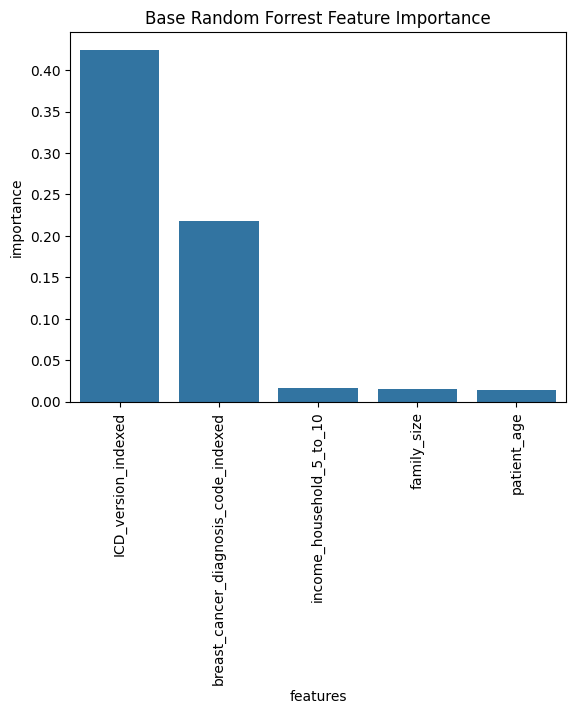 Base Random Forrest Feature Importance
importance
0.40
0.35
0.30
0.25
0.20
0.15
0.10
0.05
0.00
ICD_version_indexed
breast_cancer_diagnosis_code_indexed
income_household_5_to_10
family_size
patient_age
features